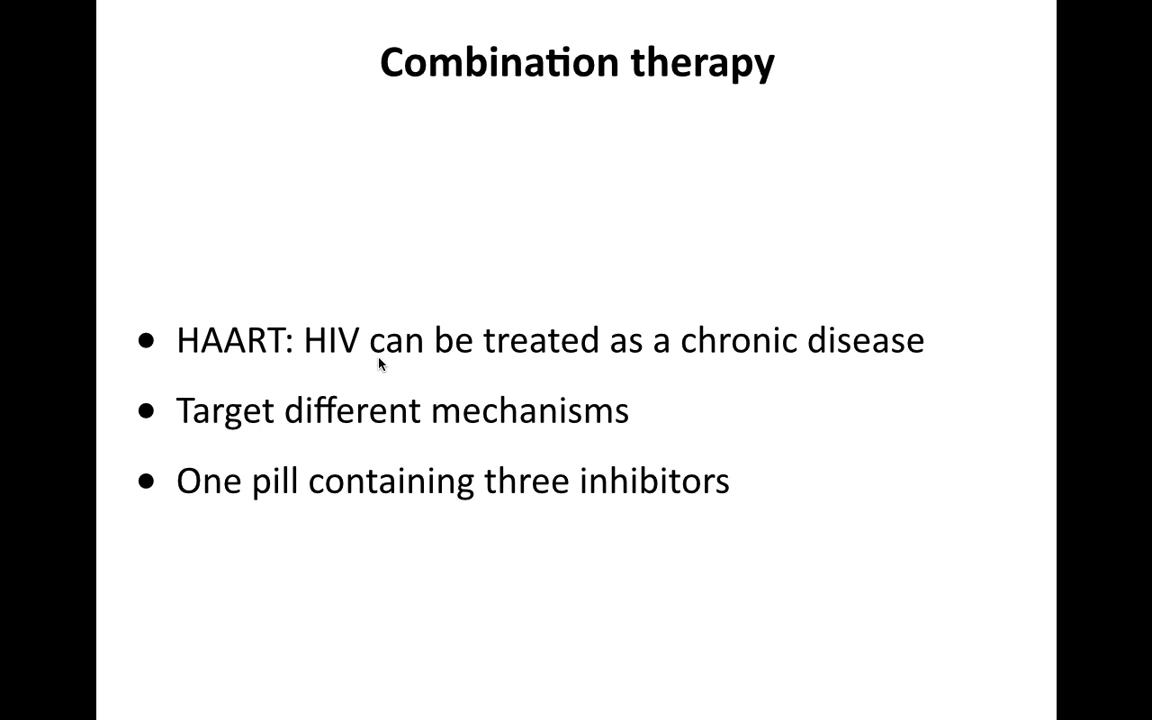 Combination therapy
• HAART: HIV can be treated as a chronic disease
• Target different mechanisms
• One pill containing three inhibitors